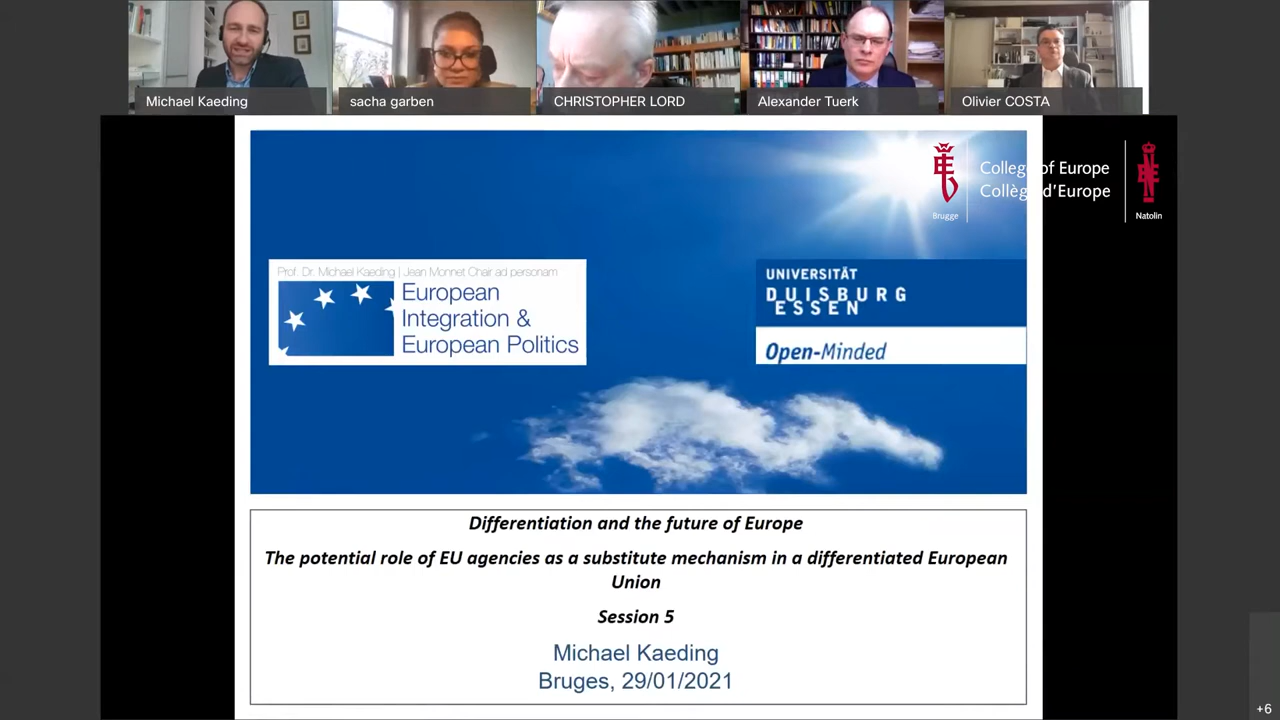 Michael Kaeding
sacha garben
CHRISTOPHER LORD
Alexander Tuerk
Olivier COSTA
College of Europe
Collège d'Europe
Brugge
Natolin
Prof. Dr. Michael Kaeding | Jean Monnet Chair ad personam
European
Integration &
European Politics
UNIVERSITÄT
DUISBURG
ESSEN
Open-Minded
Differentiation and the future of Europe
The potential role of EU agencies as a substitute mechanism in a differentiated European
Union
Session 5
Michael Kaeding
Bruges, 29/01/2021
+6